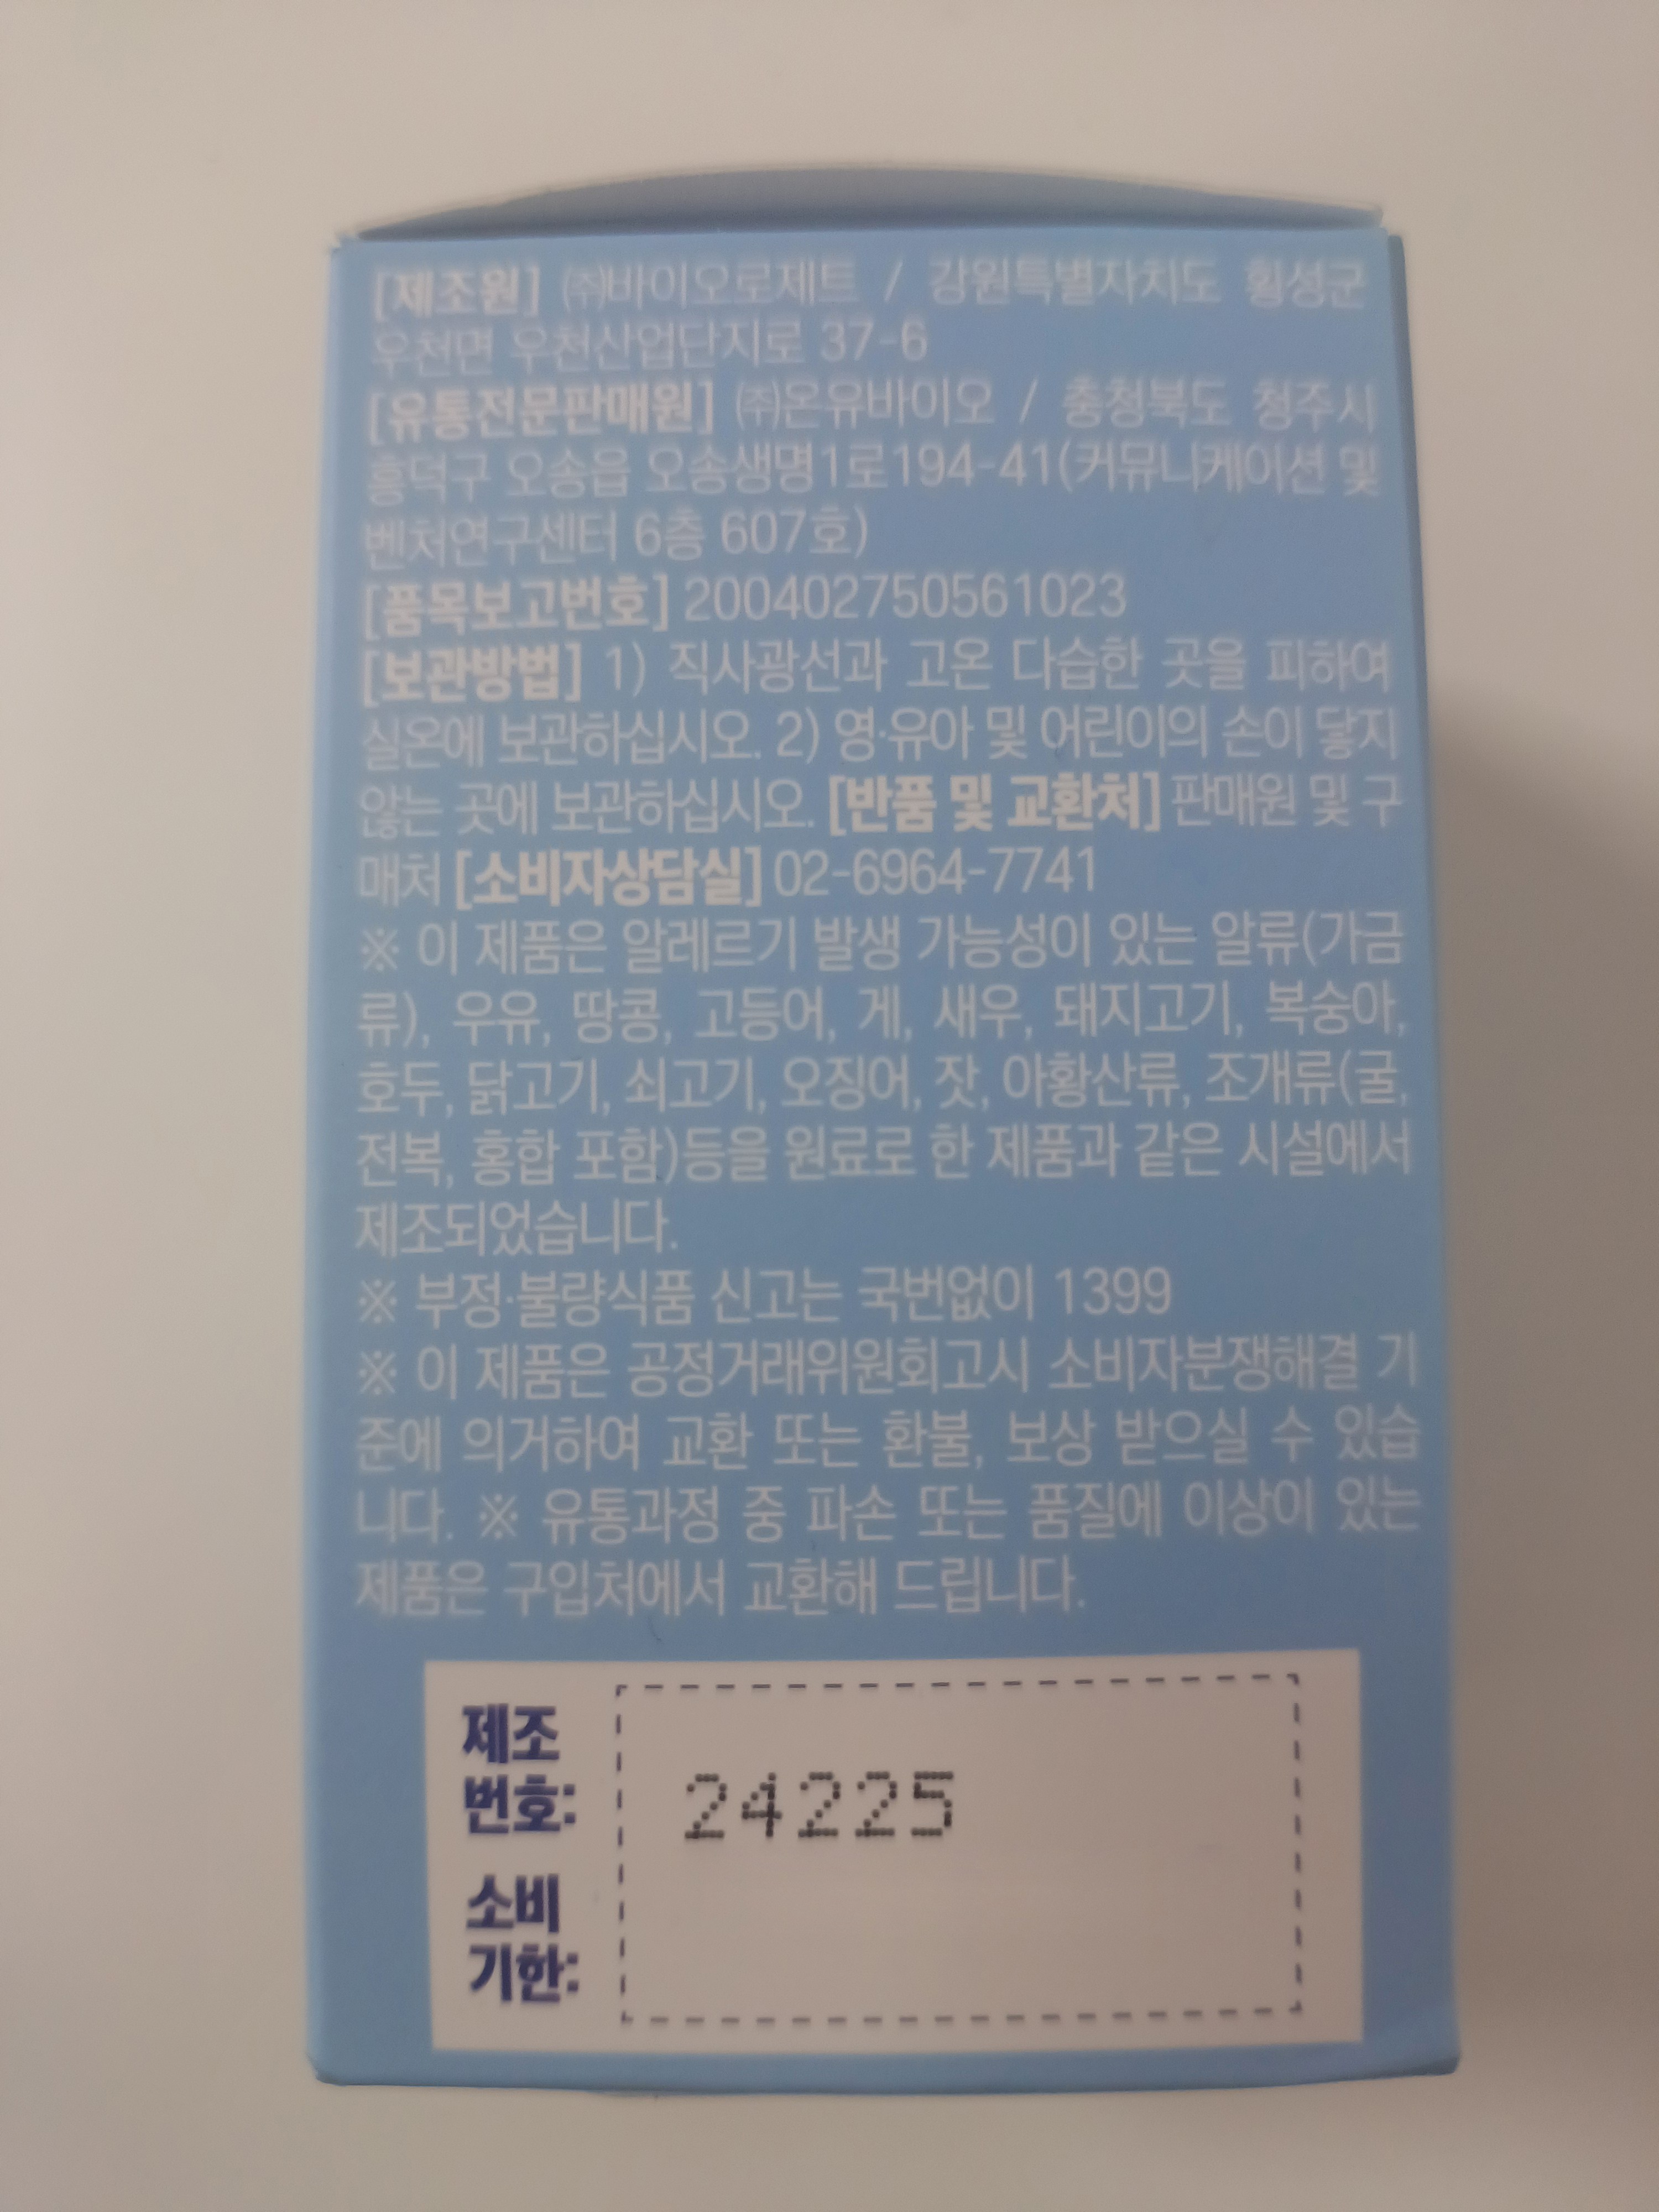 [제조원] ㈜바이오로제트 / 강원특별자치도 횡성군
우천면 우천산업단지로 37-6
[유통전문판매원] ㈜온유바이오 / 충청북도 청주시
흥덕구 오송읍 오송생명1로194-41(커뮤니케이션 및
벤처연구센터 6층 607호)
[품목보고번호] 200402750561023
[보관방법] 1) 직사광선과 고온 다습한 곳을 피하여
실온에 보관하십시오. 2) 영·유아 및 어린이의 손이 닿지
않는 곳에 보관하십시오. [반품 및 교환처] 판매원 및 구
매처 [소비자상담실] 02-6964-7741
※ 이 제품은 알레르기 발생 가능성이 있는 알류(가금
류), 우유, 땅콩, 고등어, 게, 새우, 돼지고기, 복숭아,
호두, 닭고기, 쇠고기, 오징어, 잣, 아황산류, 조개류(굴,
전복, 홍합 포함)등을 원료로 한 제품과 같은 시설에서
제조되었습니다.
※ 부정·불량식품 신고는 국번없이 1399
※ 이 제품은 공정거래위원회고시 소비자분쟁해결 기
준에 의거하여 교환 또는 환불, 보상 받으실 수 있습
니다. ※ 유통과정 중 파손 또는 품질에 이상이 있는
제품은 구입처에서 교환해 드립니다.
제조
번호: 24225
소비
기한: